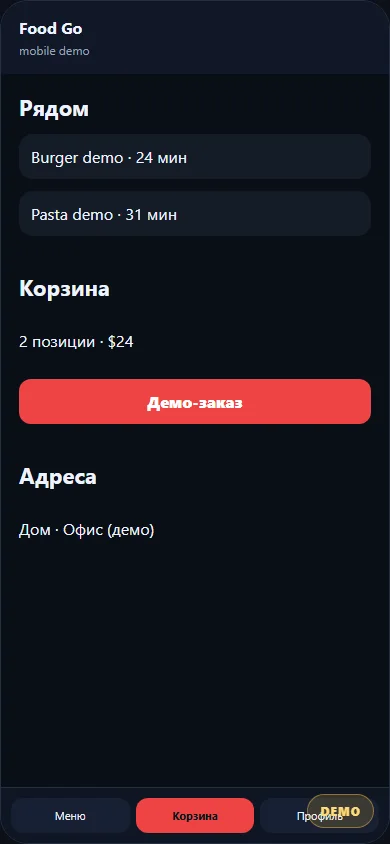 Food Go
mobile demo
Рядом
Burger demo · 24 мин
Pasta demo · 31 мин
Корзина
2 позиции · $24
Демо-заказ
Адреса
Дом · Офис (демо)
Меню
Корзина
Профиль
DEMO